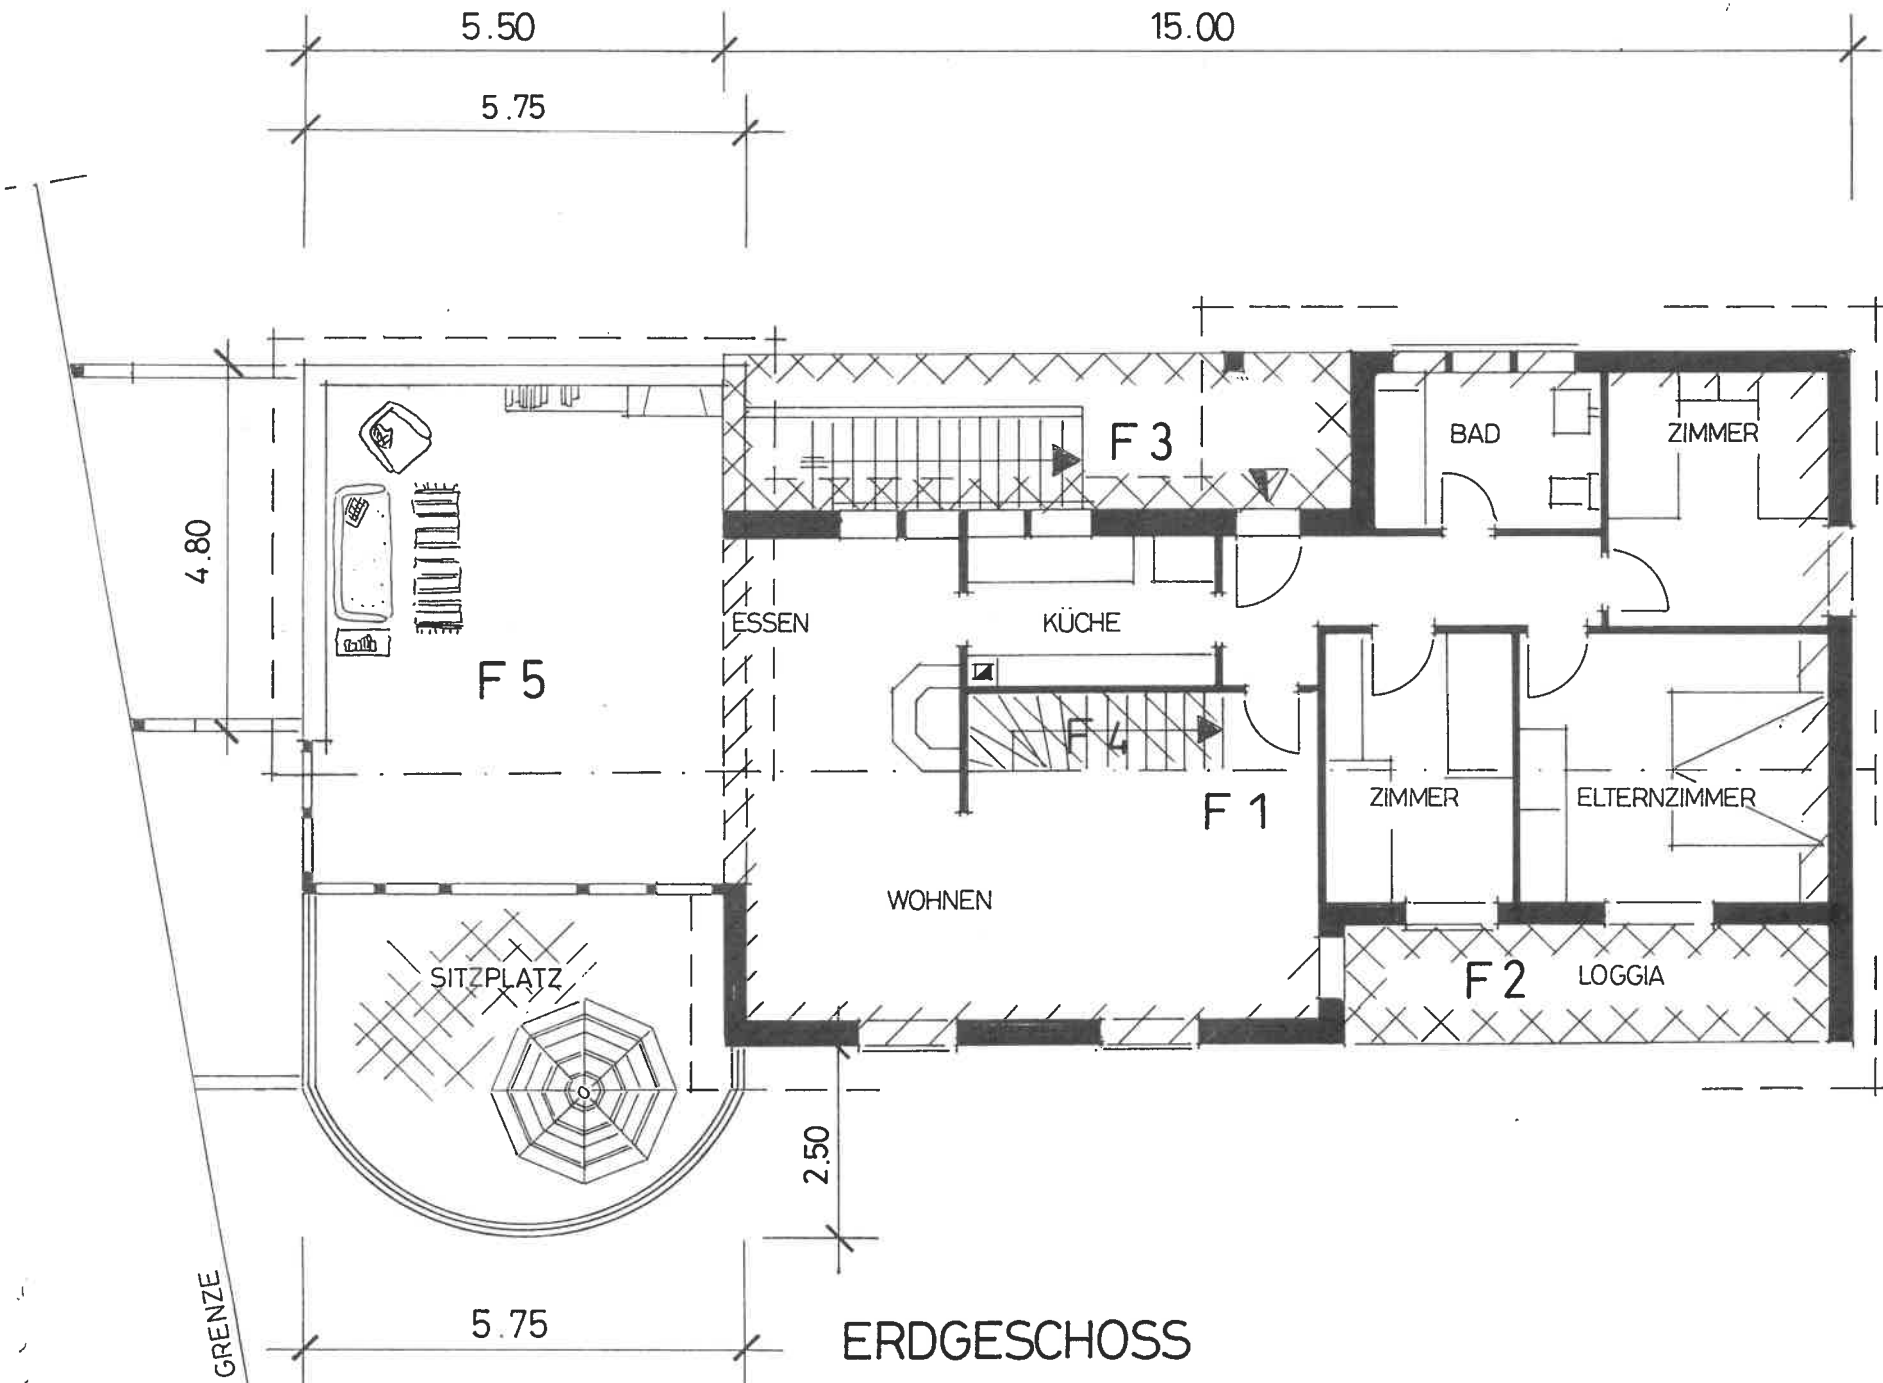 5.50
15.00
5.75
4.80
F 3
BAD
ZIMMER
ESSEN
KÜCHE
F 5
F 4
F 1
ZIMMER
ELTERNZIMMER
WOHNEN
SITZPLATZ
F 2
LOGGIA
2.50
GRENZE
5.75
ERDGESCHOSS